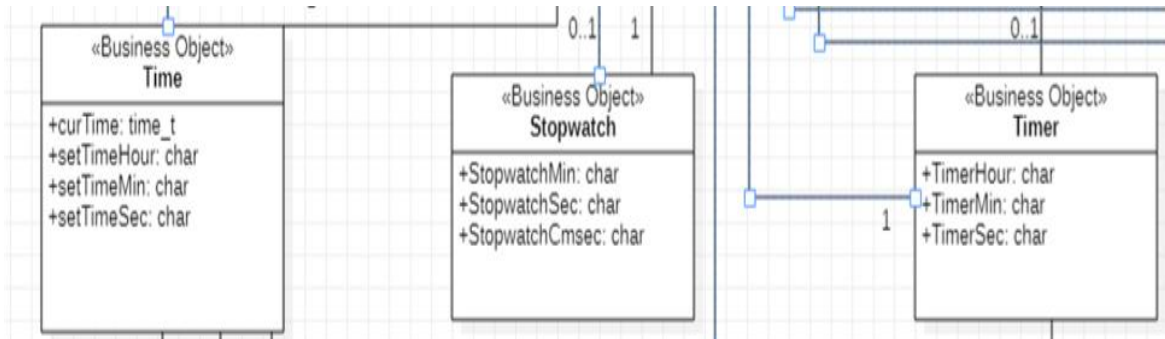 0..1
1
0..1
«Business Object»
Time
+curTime: time_t
+setTimeHour: char
+setTimeMin: char
+setTimeSec: char
«Business Object»
Stopwatch
+StopwatchMin: char
+StopwatchSec: char
+StopwatchCmsec: char
1
«Business Object»
Timer
+TimerHour: char
+TimerMin: char
+TimerSec: char